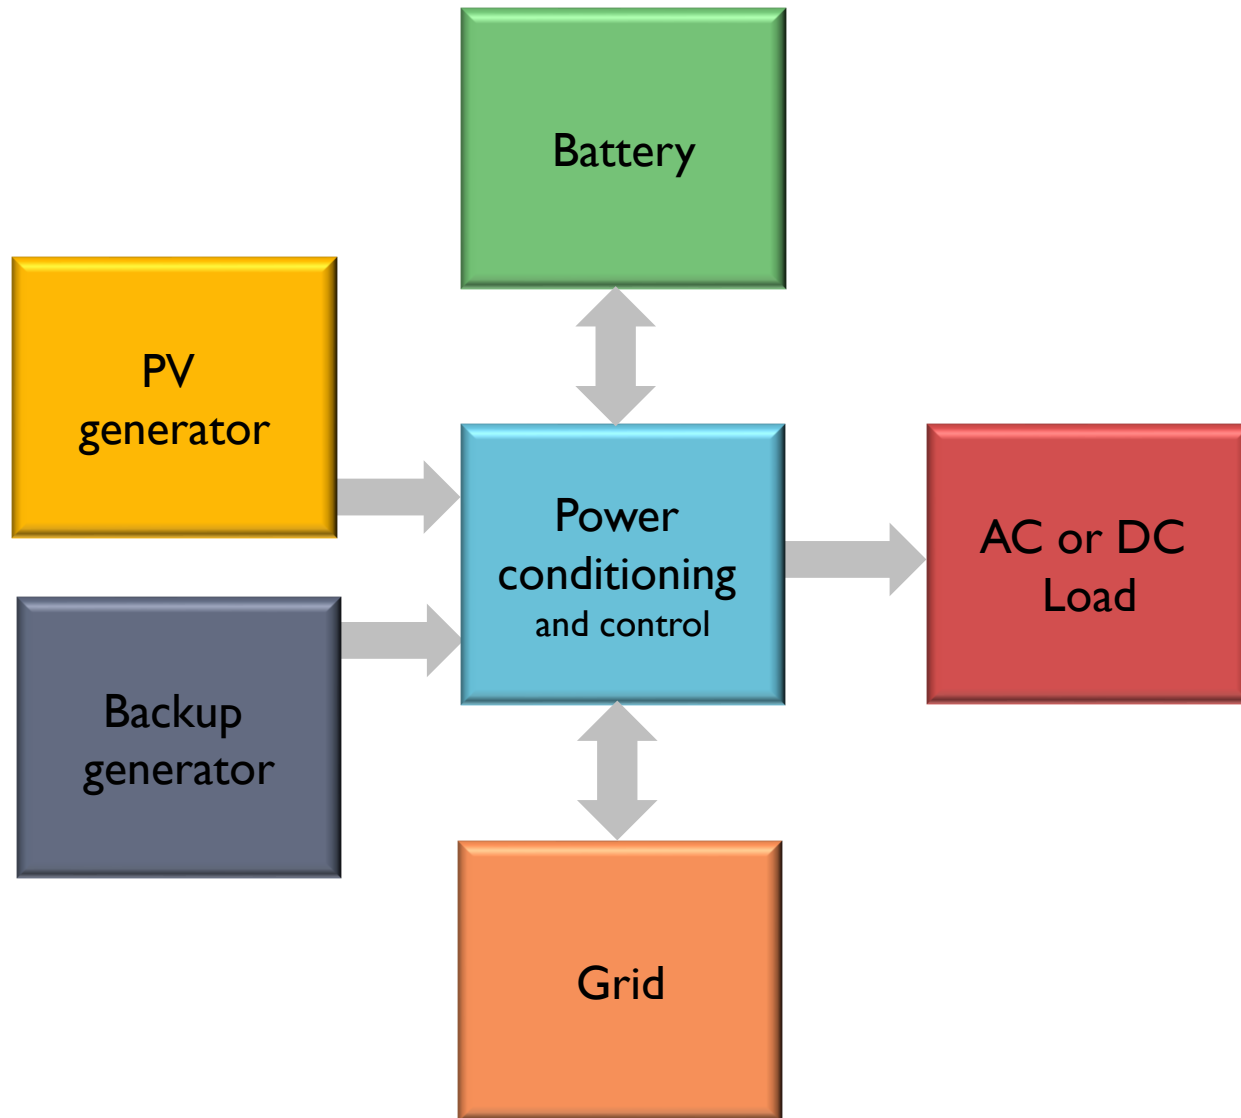 Battery
PV
generator
Power
conditioning
and control
AC or DC
Load
Backup
generator
Grid